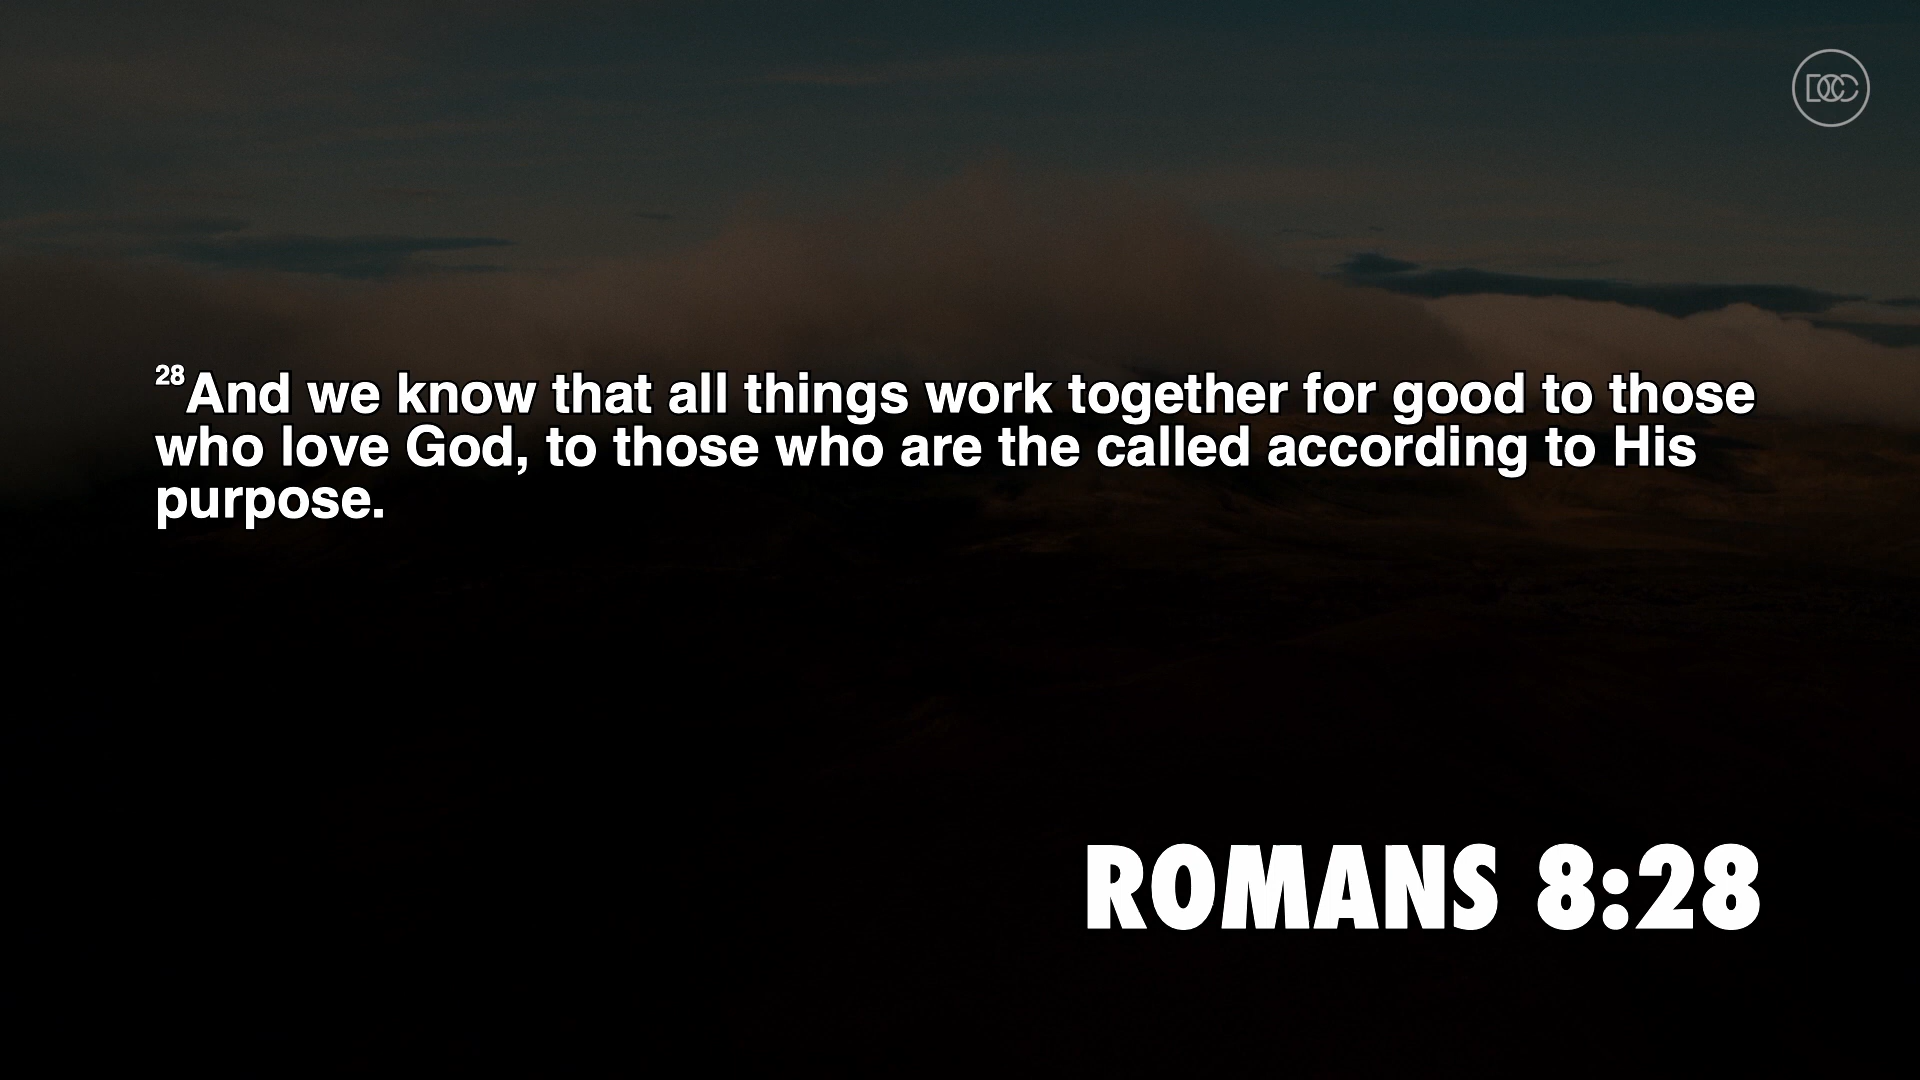 DCC
28And we know that all things work together for good to those
who love God, to those who are the called according to His
purpose.
ROMANS 8:28